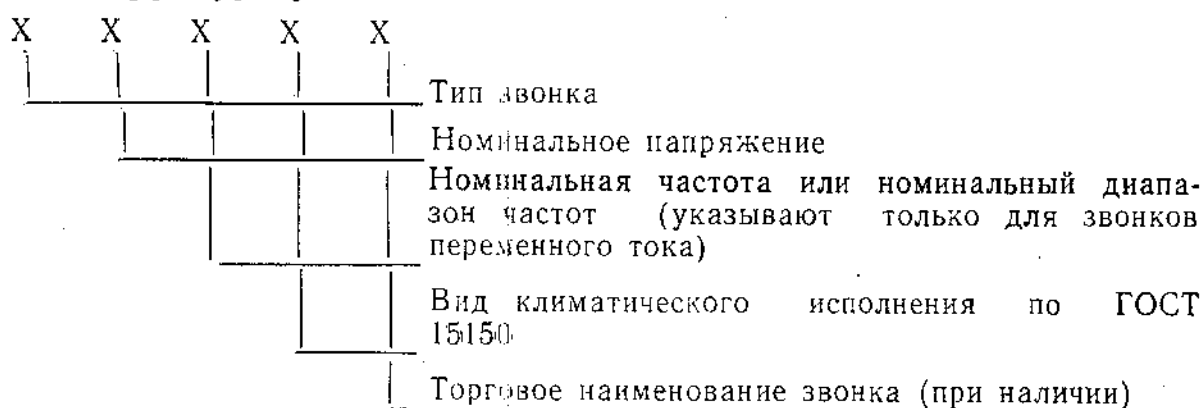 X X X X X
Тип звонка
Номинальное напряжение
Номинальная частота или номинальный диапа-
зон частот (указывают только для звонков
переменного тока)
Вид климатического исполнения по ГОСТ
15150
Торговое наименование звонка (при наличии)